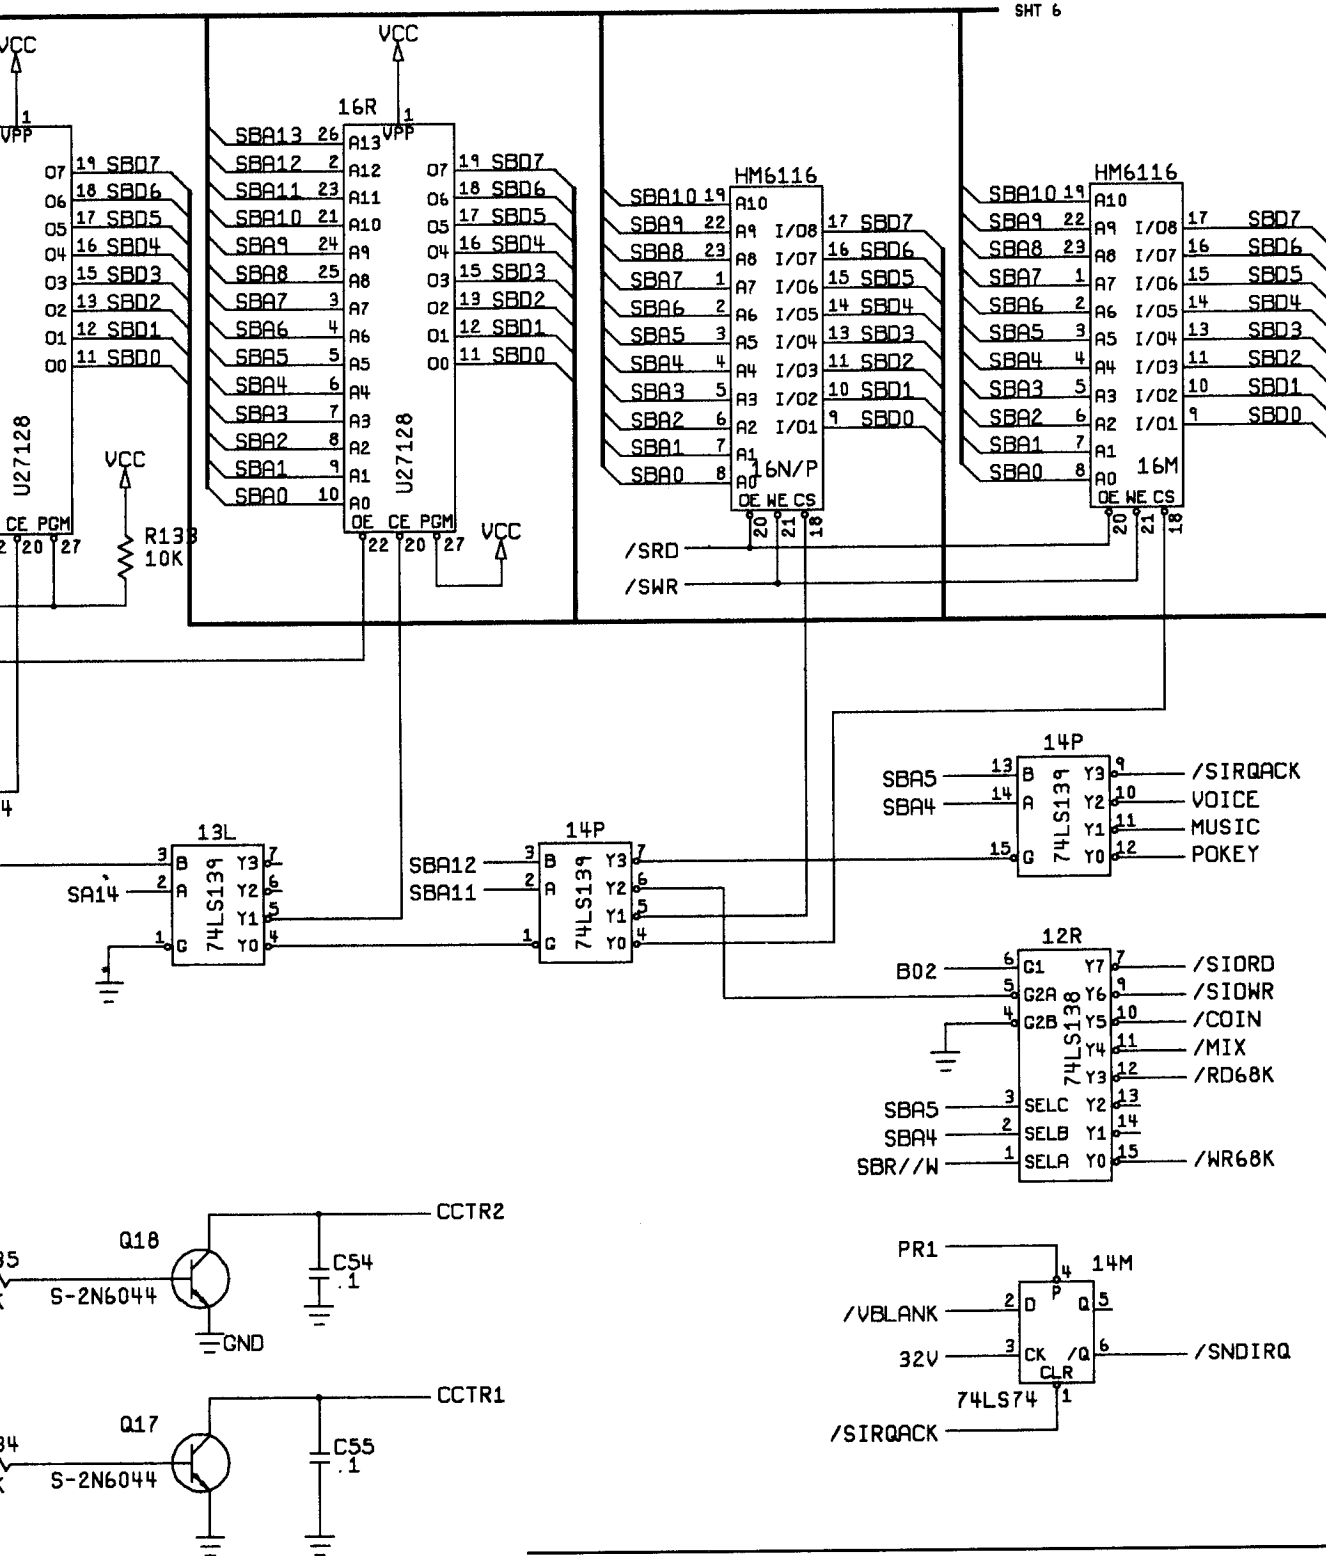 SHT 6
VCC
VPP
1
O7 19 SBD7
O6 18 SBD6
O5 17 SBD5
O4 16 SBD4
O3 15 SBD3
O2 13 SBD2
O1 12 SBD1
O0 11 SBD0
U27128
CE PGM
2 20 27
VCC
R133
10K
VCC
16R
1
VPP
SBA13 26 A13
SBA12 2 A12
SBA11 23 A11
SBA10 21 A10
SBA9 24 A9
SBA8 25 A8
SBA7 3 A7
SBA6 4 A6
SBA5 5 A5
SBA4 6 A4
SBA3 7 A3
SBA2 8 A2
SBA1 9 A1
SBA0 10 A0
O7 19 SBD7
O6 18 SBD6
O5 17 SBD5
O4 16 SBD4
O3 15 SBD3
O2 13 SBD2
O1 12 SBD1
O0 11 SBD0
U27128
OE CE PGM
22 20 27
VCC
HM6116
SBA10 19 A10
SBA9 22 A9
SBA8 23 A8
SBA7 1 A7
SBA6 2 A6
SBA5 3 A5
SBA4 4 A4
SBA3 5 A3
SBA2 6 A2
SBA1 7 A1
SBA0 8 A0
I/O8 17 SBD7
I/O7 16 SBD6
I/O6 15 SBD5
I/O5 14 SBD4
I/O4 13 SBD3
I/O3 11 SBD2
I/O2 10 SBD1
I/O1 9 SBD0
16N/P
OE WE CS
20 21 18
/SRD
/SWR
HM6116
SBA10 19 A10
SBA9 22 A9
SBA8 23 A8
SBA7 1 A7
SBA6 2 A6
SBA5 3 A5
SBA4 4 A4
SBA3 5 A3
SBA2 6 A2
SBA1 7 A1
SBA0 8 A0
I/O8 17 SBD7
I/O7 16 SBD6
I/O6 15 SBD5
I/O5 14 SBD4
I/O4 13 SBD3
I/O3 11 SBD2
I/O2 10 SBD1
I/O1 9 SBD0
16M
OE WE CS
20 21 18
4
13L
3 B Y3 7
SA14 2 A Y2 6
Y1 5
1 G Y0 4
74LS139
14P
SBA12 3 B Y3 7
SBA11 2 A Y2 6
Y1 5
1 G Y0 4
74LS139
14P
SBA5 13 B Y3 9 /SIRQACK
SBA4 14 A Y2 10 VOICE
Y1 11 MUSIC
15 G Y0 12 POKEY
74LS139
12R
B02 6 G1 Y7 7 /SIORD
5 G2A Y6 9 /SIOWR
4 G2B Y5 10 /COIN
Y4 11 /MIX
Y3 12 /RD68K
SBA5 3 SELC Y2 13
SBA4 2 SELB Y1 14
SBR//W 1 SELA Y0 15 /WR68K
74LS138
CCTR2
Q18
35
K
S-2N6044
C54
.1
GND
CCTR1
Q17
34
K
S-2N6044
C55
.1
PR1
4
14M
P
/VBLANK 2 D Q 5
32V 3 CK /Q 6 /SNDIRQ
CLR
74LS74 1
/SIRQACK